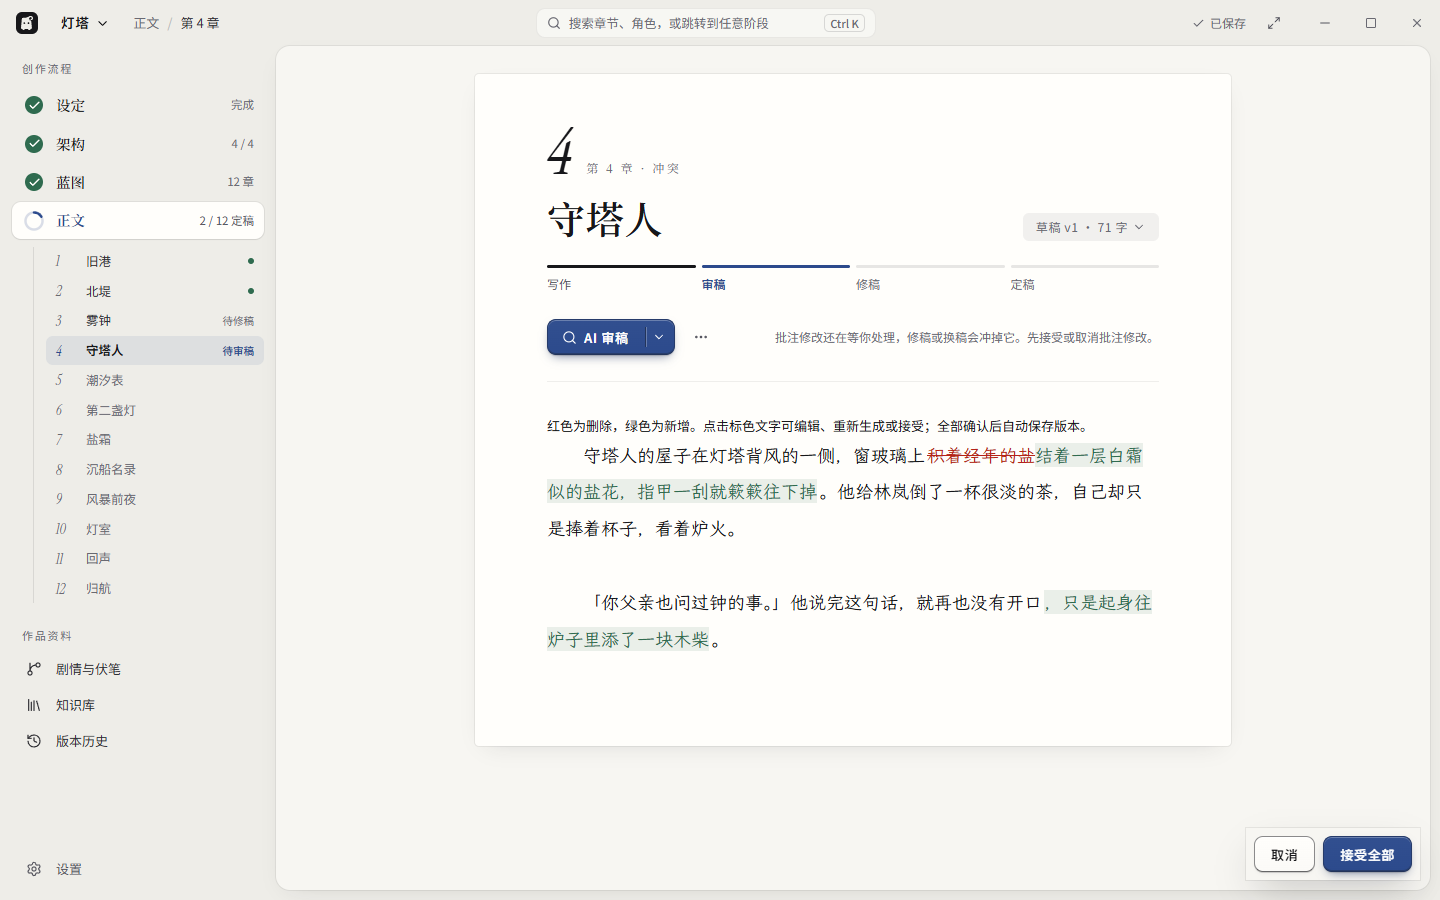 灯塔
正文 / 第 4 章
搜索章节、角色，或跳转到任意阶段
Ctrl K
已保存
创作流程
设定 完成
架构 4 / 4
蓝图 12 章
正文 2 / 12 定稿
1 旧港
2 北堤
3 雾钟 待修稿
4 守塔人 待审稿
5 潮汐表
6 第二盏灯
7 盐霜
8 沉船名录
9 风暴前夜
10 灯室
11 回声
12 归航
作品资料
剧情与伏笔
知识库
版本历史
设置
4 第 4 章 · 冲突
守塔人
草稿 v1 · 71 字
写作 审稿 修稿 定稿
AI 审稿
批注修改还在等你处理，修稿或换稿会冲掉它。先接受或取消批注修改。
红色为删除，绿色为新增。点击标色文字可编辑、重新生成或接受；全部确认后自动保存版本。
守塔人的屋子在灯塔背风的一侧，窗玻璃上积着经年的盐结着一层白霜
似的盐花，指甲一刮就簌簌往下掉。他给林岚倒了一杯很淡的茶，自己却只
是捧着杯子，看着炉火。
「你父亲也问过钟的事。」他说完这句话，就再也没有开口，只是起身往
炉子里添了一块木柴。
取消
接受全部